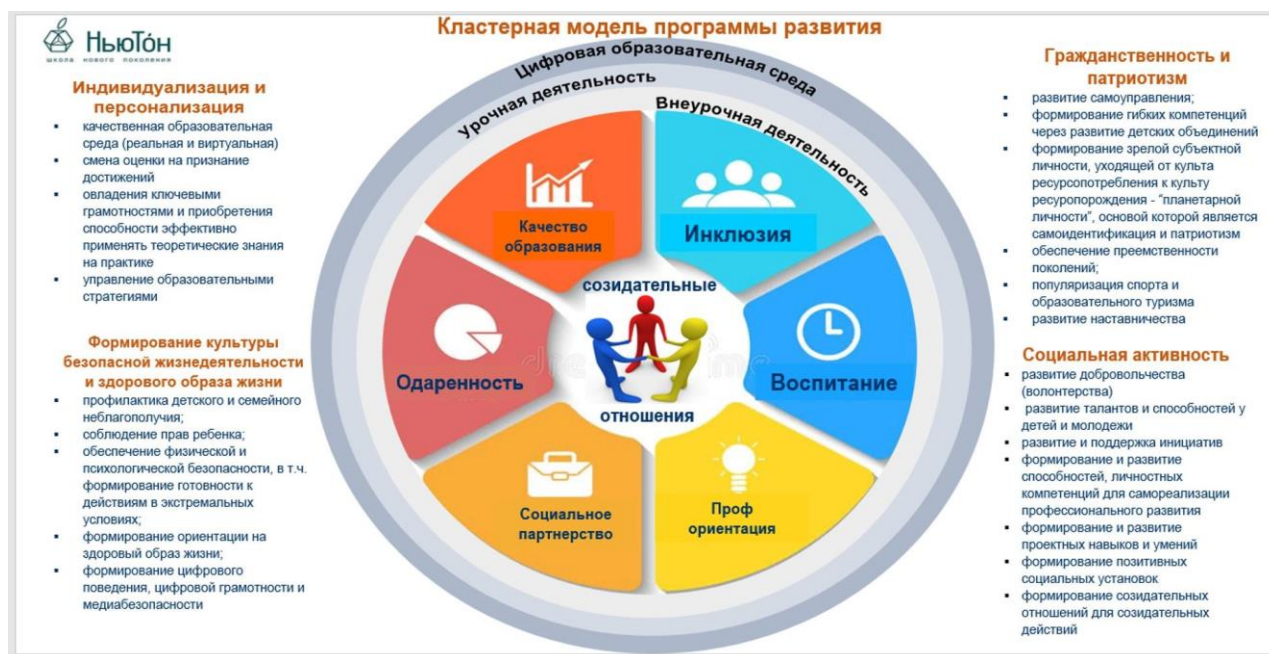 НьюТо́н
школа нового поколения
Кластерная модель программы развития
Индивидуализация и
персонализация
▪ качественная образовательная
среда (реальная и виртуальная)
▪ смена оценки на признание
достижений
▪ овладения ключевыми
грамотностями и приобретения
способности эффективно
применять теоретические знания
на практике
▪ управление образовательными
стратегиями
Формирование культуры
безопасной жизнедеятельности
и здорового образа жизни
▪ профилактика детского и семейного
неблагополучия;
▪ соблюдение прав ребенка;
▪ обеспечение физической и
психологической безопасности, в т.ч.
формирование готовности к
действиям в экстремальных
условиях;
▪ формирование ориентации на
здоровый образ жизни;
▪ формирование цифрового
поведения, цифровой грамотности и
медиабезопасности
Цифровая образовательная среда
Урочная деятельность
Внеурочная деятельность
Качество
образования
Инклюзия
Одаренность
Воспитание
Социальное
партнерство
Проф
ориентация
созидательные
отношения
Гражданственность и
патриотизм
▪ развитие самоуправления;
▪ формирование гибких компетенций
через развитие детских объединений
▪ формирование зрелой субъектной
личности, уходящей от культа
ресурсопотребления к культу
ресуропорождения - "планетарной
личности", основой которой является
самоидентификация и патриотизм
▪ обеспечение преемственности
поколений;
▪ популяризация спорта и
образовательного туризма
▪ развитие наставничества
Социальная активность
▪ развитие добровольчества
(волонтерства)
▪ развитие талантов и способностей у
детей и молодежи
▪ развитие и поддержка инициатив
▪ формирование и развитие
способностей, личностных
компетенций для самореализации
профессионального развития
▪ формирование и развитие
проектных навыков и умений
▪ формирование позитивных
социальных установок
▪ формирование созидательных
отношений для созидательных
действий